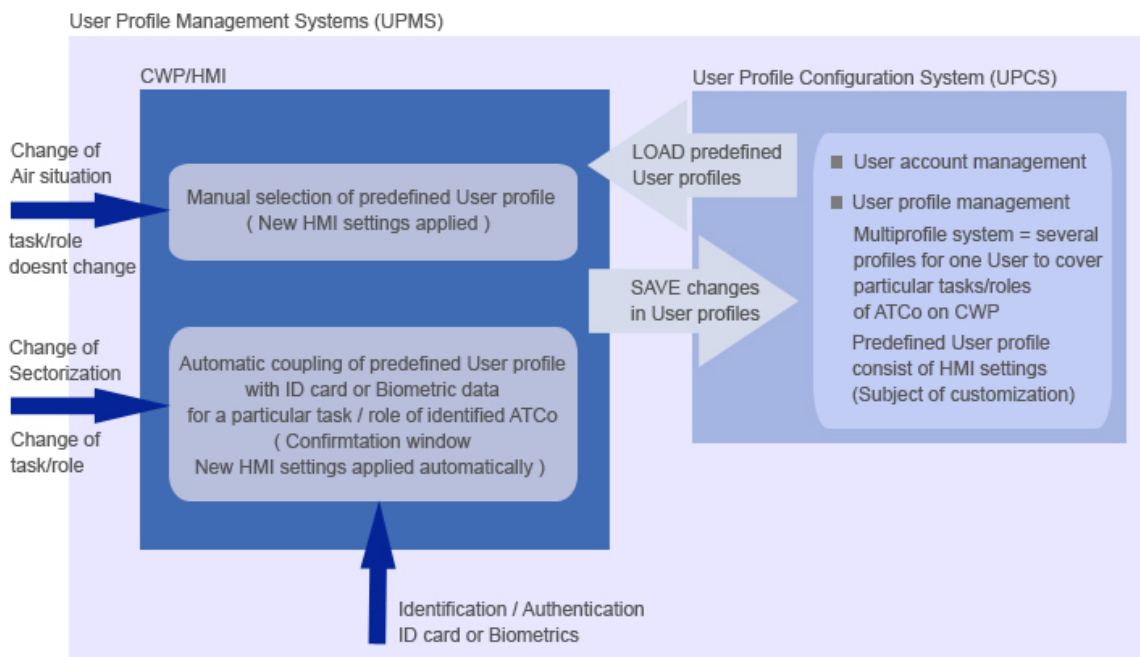 User Profile Management Systems (UPMS)
CWP/HMI
Change of
Air situation
task/role
doesnt change
Manual selection of predefined User profile
( New HMI settings applied )
Change of
Sectorization
Change of
task/role
Automatic coupling of predefined User profile
with ID card or Biometric data
for a particular task / role of identified ATCo
( Confirmtation window
New HMI settings applied automatically )
Identification / Authentication
ID card or Biometrics
LOAD predefined
User profiles
SAVE changes
in User profiles
User Profile Configuration System (UPCS)
User account management
User profile management
Multiprofile system = several
profiles for one User to cover
particular tasks/roles
of ATCo on CWP
Predefined User profile
consist of HMI settings
(Subject of customization)